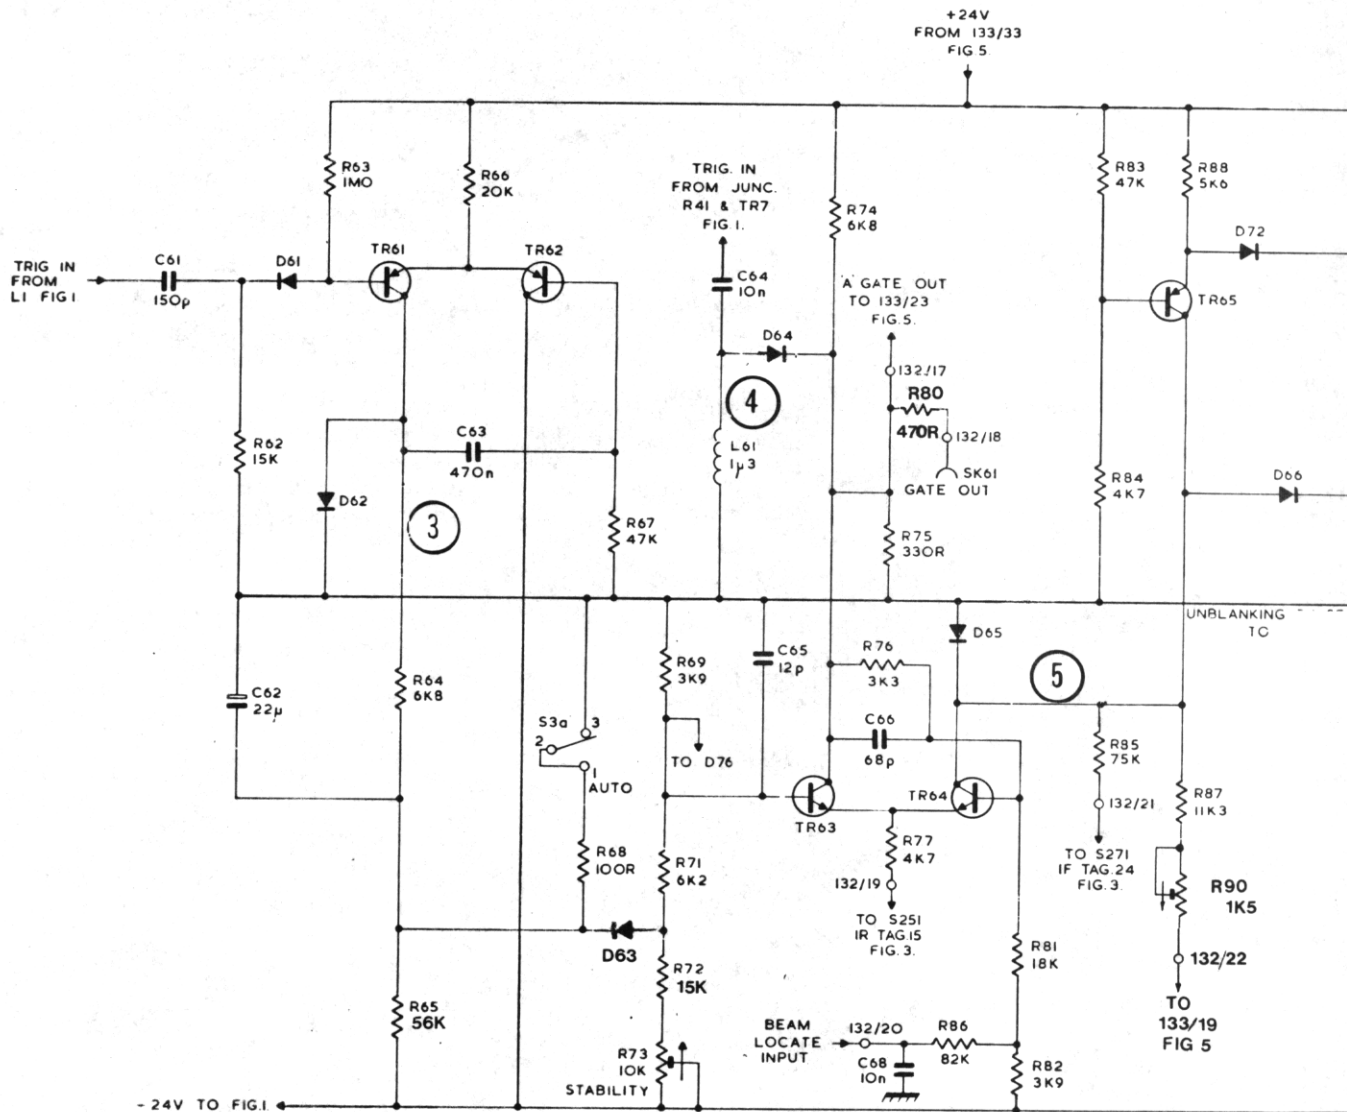 +24V
FROM 133/33
FIG 5.
R63
1M0
R66
20K
TRIG. IN
FROM JUNC.
R41 & TR7
FIG. 1.
R74
6K8
R83
47K
R88
5K6
D72
TRIG IN
FROM
L1 FIG 1
C61
150p
D61
TR61
TR62
C64
10n
A GATE OUT
TO 133/23
FIG. 5.
TR65
D64
132/17
4
R80
470R
132/18
R62
15K
C63
470n
L61
1µ3
SK61
GATE OUT
R84
4K7
D66
D62
3
R67
47K
R75
330R
UNBLANKING
TO
D65
C62
22µ
R64
6K8
S3a
3
2
1
AUTO
R69
3K9
C65
12p
R76
3K3
5
TO D76
C66
68p
R85
75K
TR63
TR64
132/21
R87
11K3
R68
100R
R71
6K2
R77
4K7
132/19
TO S271
1F TAG.24
FIG. 3.
R90
1K5
TO S251
1R TAG.15
FIG. 3.
D63
R72
15K
R81
18K
132/22
R65
56K
TO
133/19
FIG 5
BEAM
LOCATE
INPUT
132/20
R86
82K
R73
10K
STABILITY
C68
10n
R82
3K9
-24V TO FIG.1.